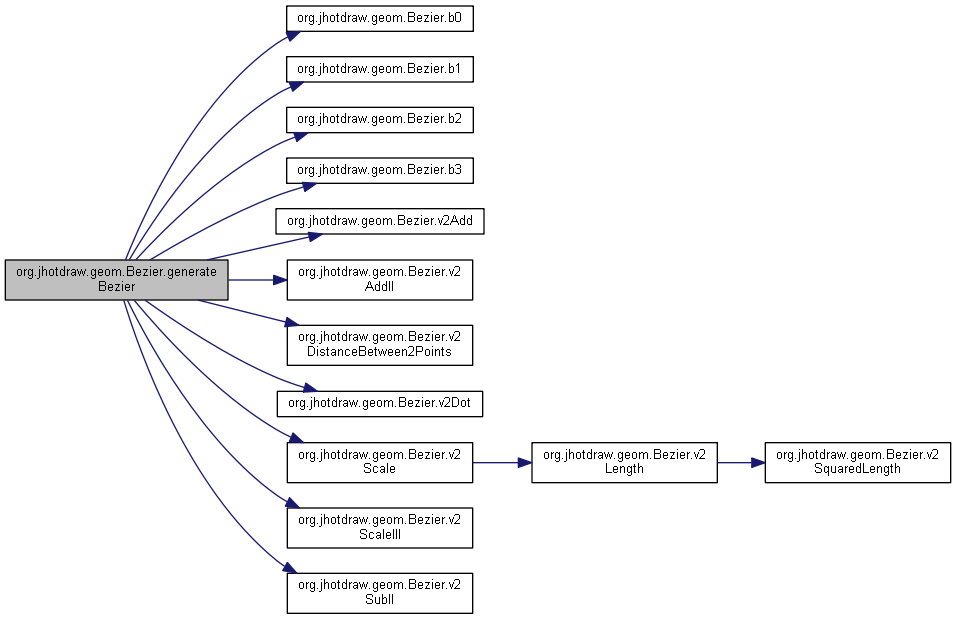 org.jhotdraw.geom.Bezier.b0
org.jhotdraw.geom.Bezier.b1
org.jhotdraw.geom.Bezier.b2
org.jhotdraw.geom.Bezier.b3
org.jhotdraw.geom.Bezier.v2Add
org.jhotdraw.geom.Bezier.generate
Bezier
org.jhotdraw.geom.Bezier.v2
AddII
org.jhotdraw.geom.Bezier.v2
DistanceBetween2Points
org.jhotdraw.geom.Bezier.v2Dot
org.jhotdraw.geom.Bezier.v2
Scale
org.jhotdraw.geom.Bezier.v2
Length
org.jhotdraw.geom.Bezier.v2
SquaredLength
org.jhotdraw.geom.Bezier.v2
ScaleIII
org.jhotdraw.geom.Bezier.v2
SubII